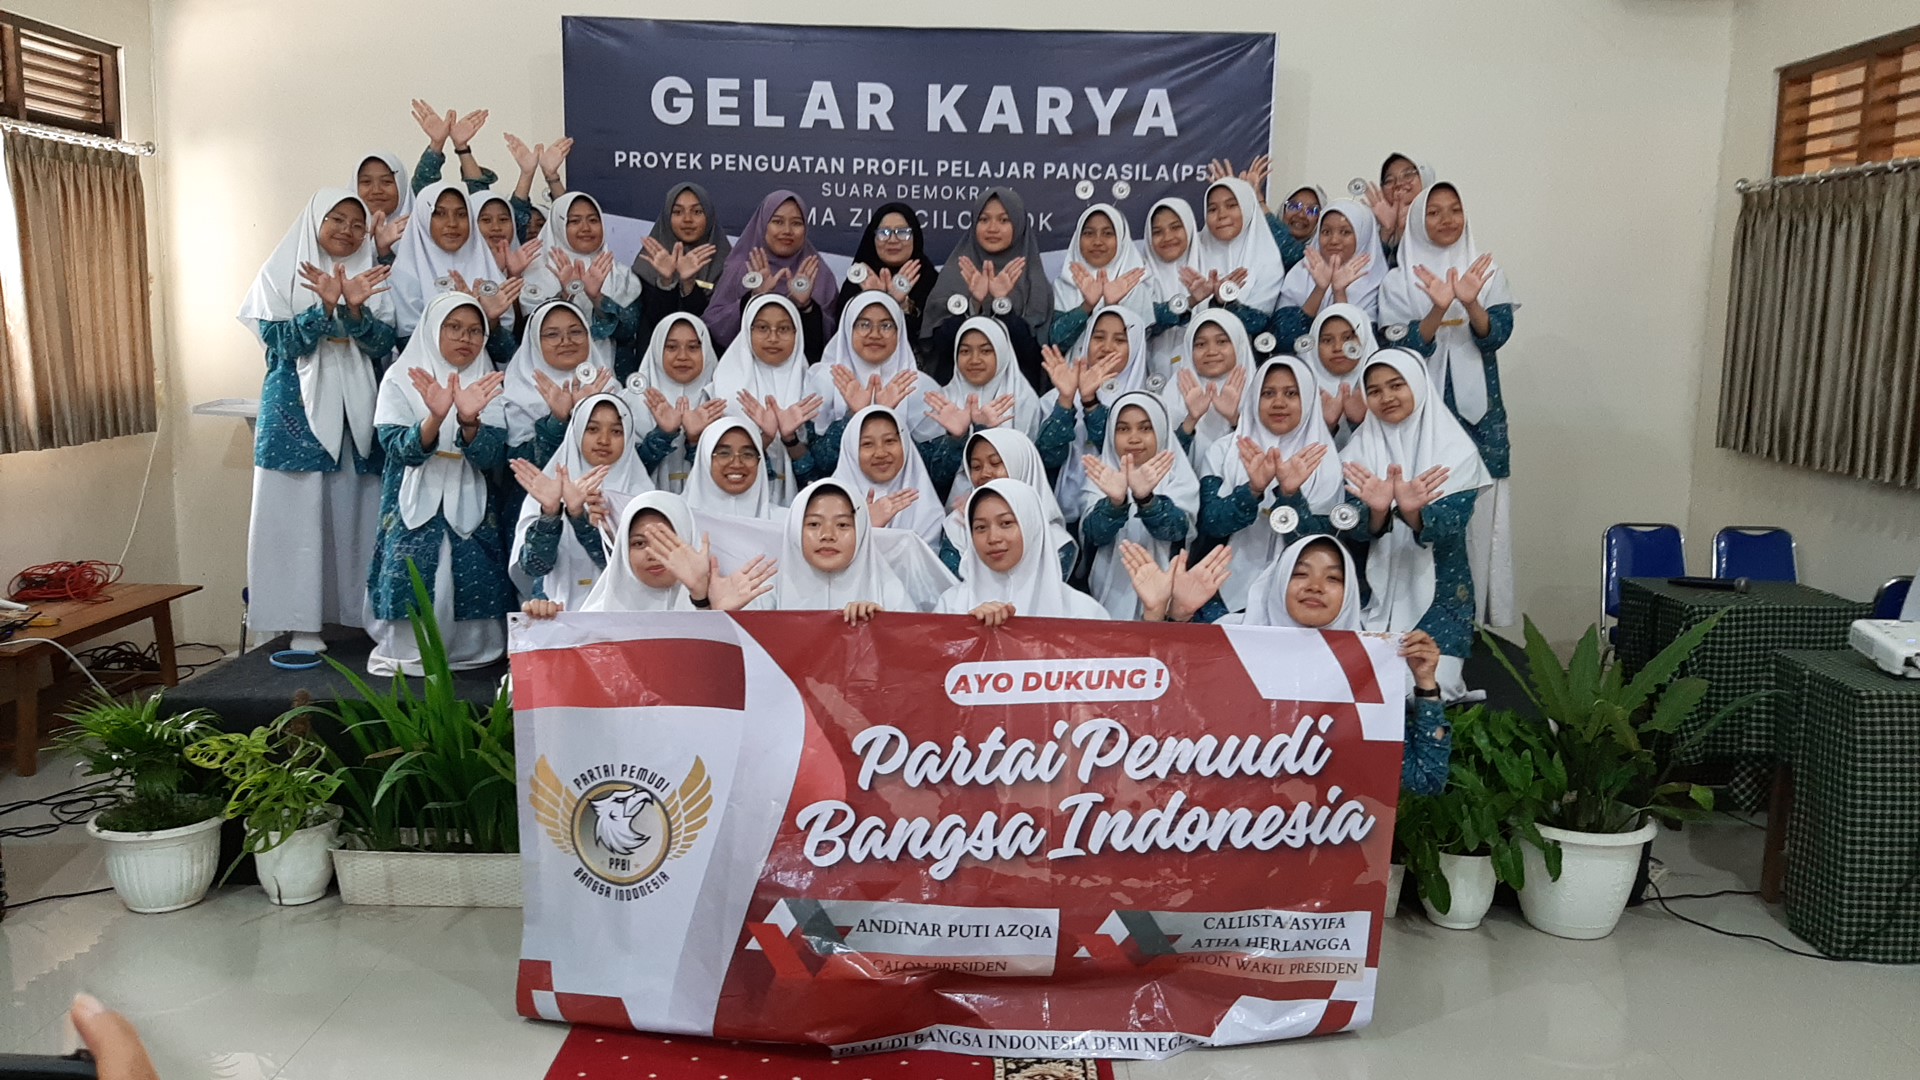 GELAR KARYA
PROYEK PENGUATAN PROFIL PELAJAR PANCASILA(P5)
SUARA DEMOKRA
AYO DUKUNG !
Partai Pemudi
Bangsa Indonesia
PARTAI PEMUDI
PPBI
BANGSA INDONESIA
ANDINAR PUTI AZQIA
CALON PRESIDEN
CALLISTA ASYIFA
ATHA HERLANGGA
CALON WAKIL PRESIDEN
PEMUDI BANGSA INDONESIA DEMI